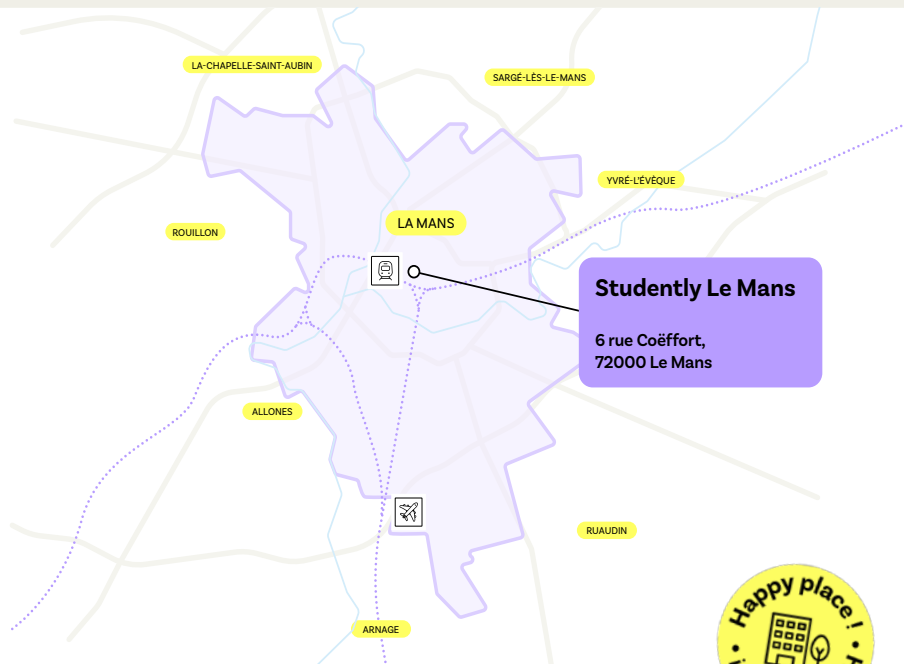 LA-CHAPELLE-SAINT-AUBIN
SARGÉ-LÈS-LE-MANS
YVRÉ-L'ÉVÈQUE
LA MANS
ROUILLON
Studently Le Mans
6 rue Coëffort,
72000 Le Mans
ALLONES
RUAUDIN
ARNAGE
Happy place !